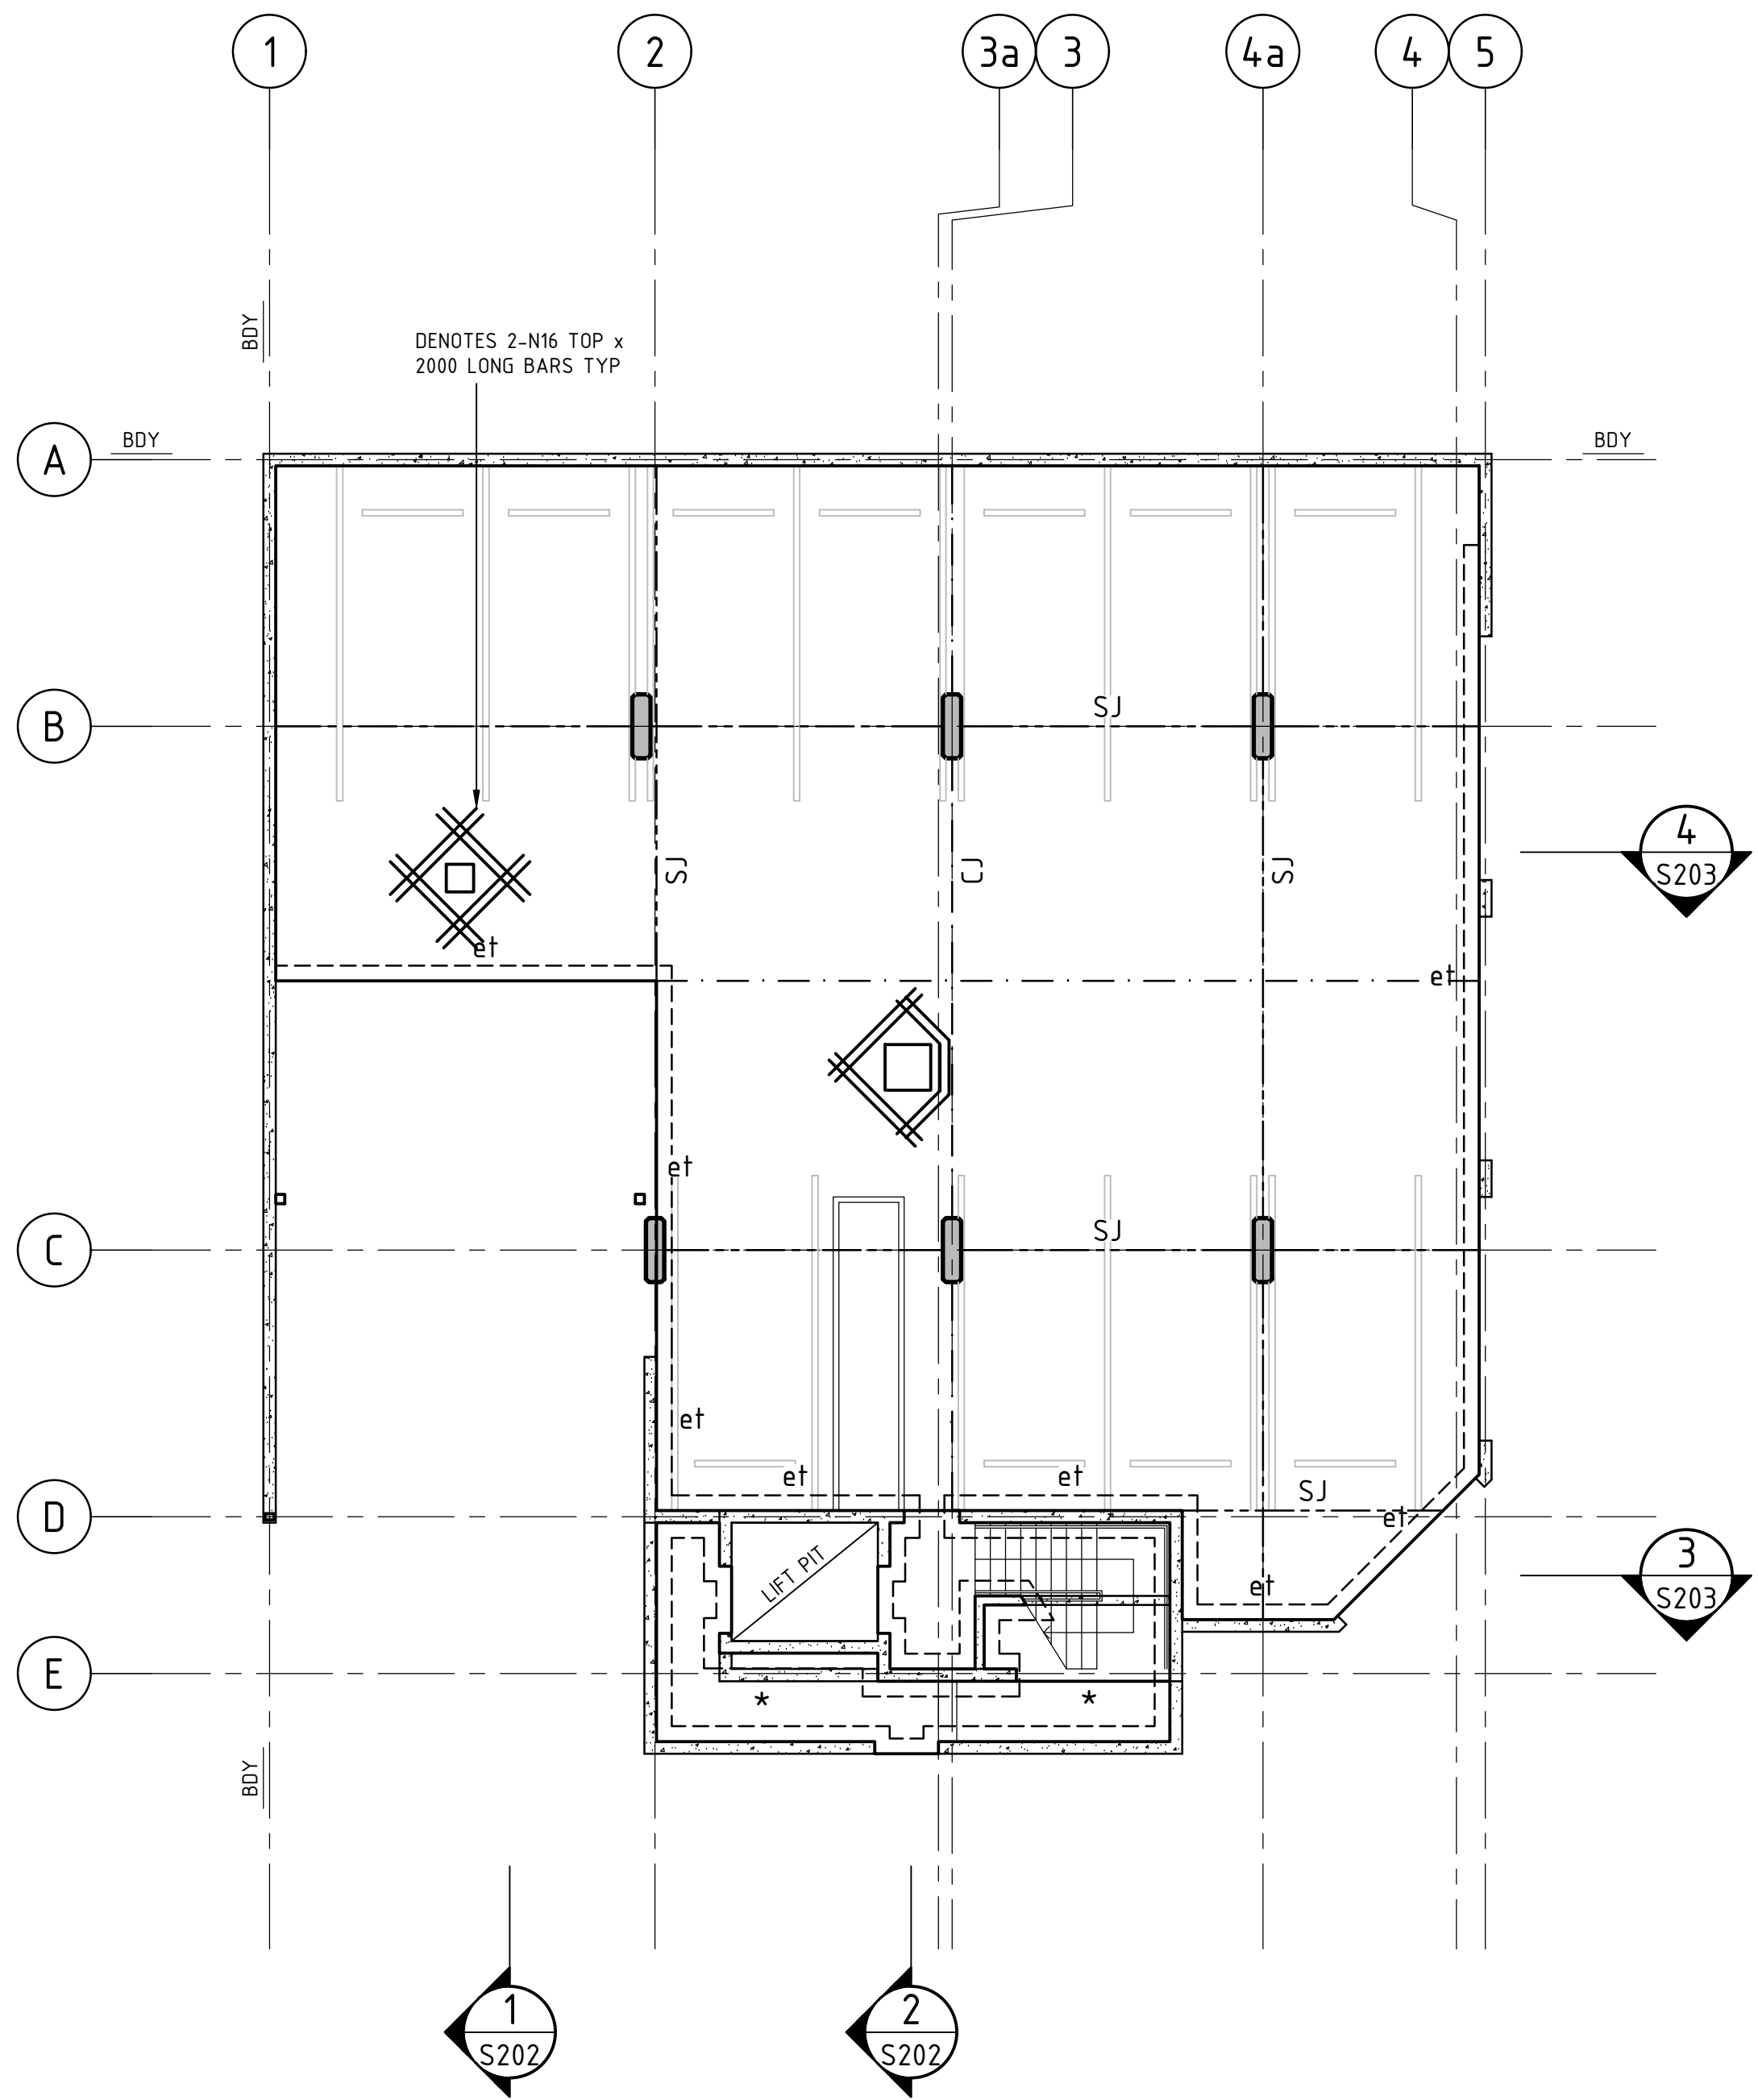 1
2
3a
3
4a
4
5
BDY
DENOTES 2-N16 TOP x
2000 LONG BARS TYP
A
BDY
BDY
B
SJ
4
S203
SJ
CJ
SJ
et
et
et
C
SJ
et
et
et
SJ
D
et
LIFT PIT
et
3
S203
E
*
*
BDY
1
S202
2
S202